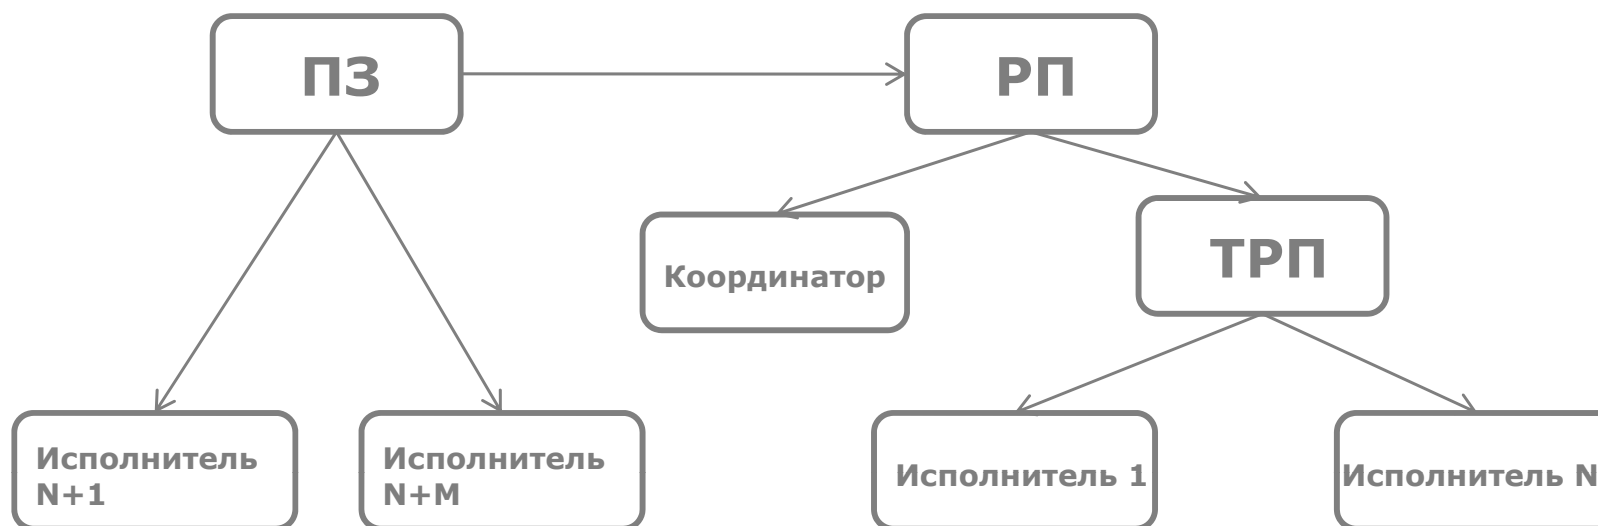 ПЗ
РП
ТРП
Координатор
Исполнитель
N+1
Исполнитель
N+M
Исполнитель 1
Исполнитель N